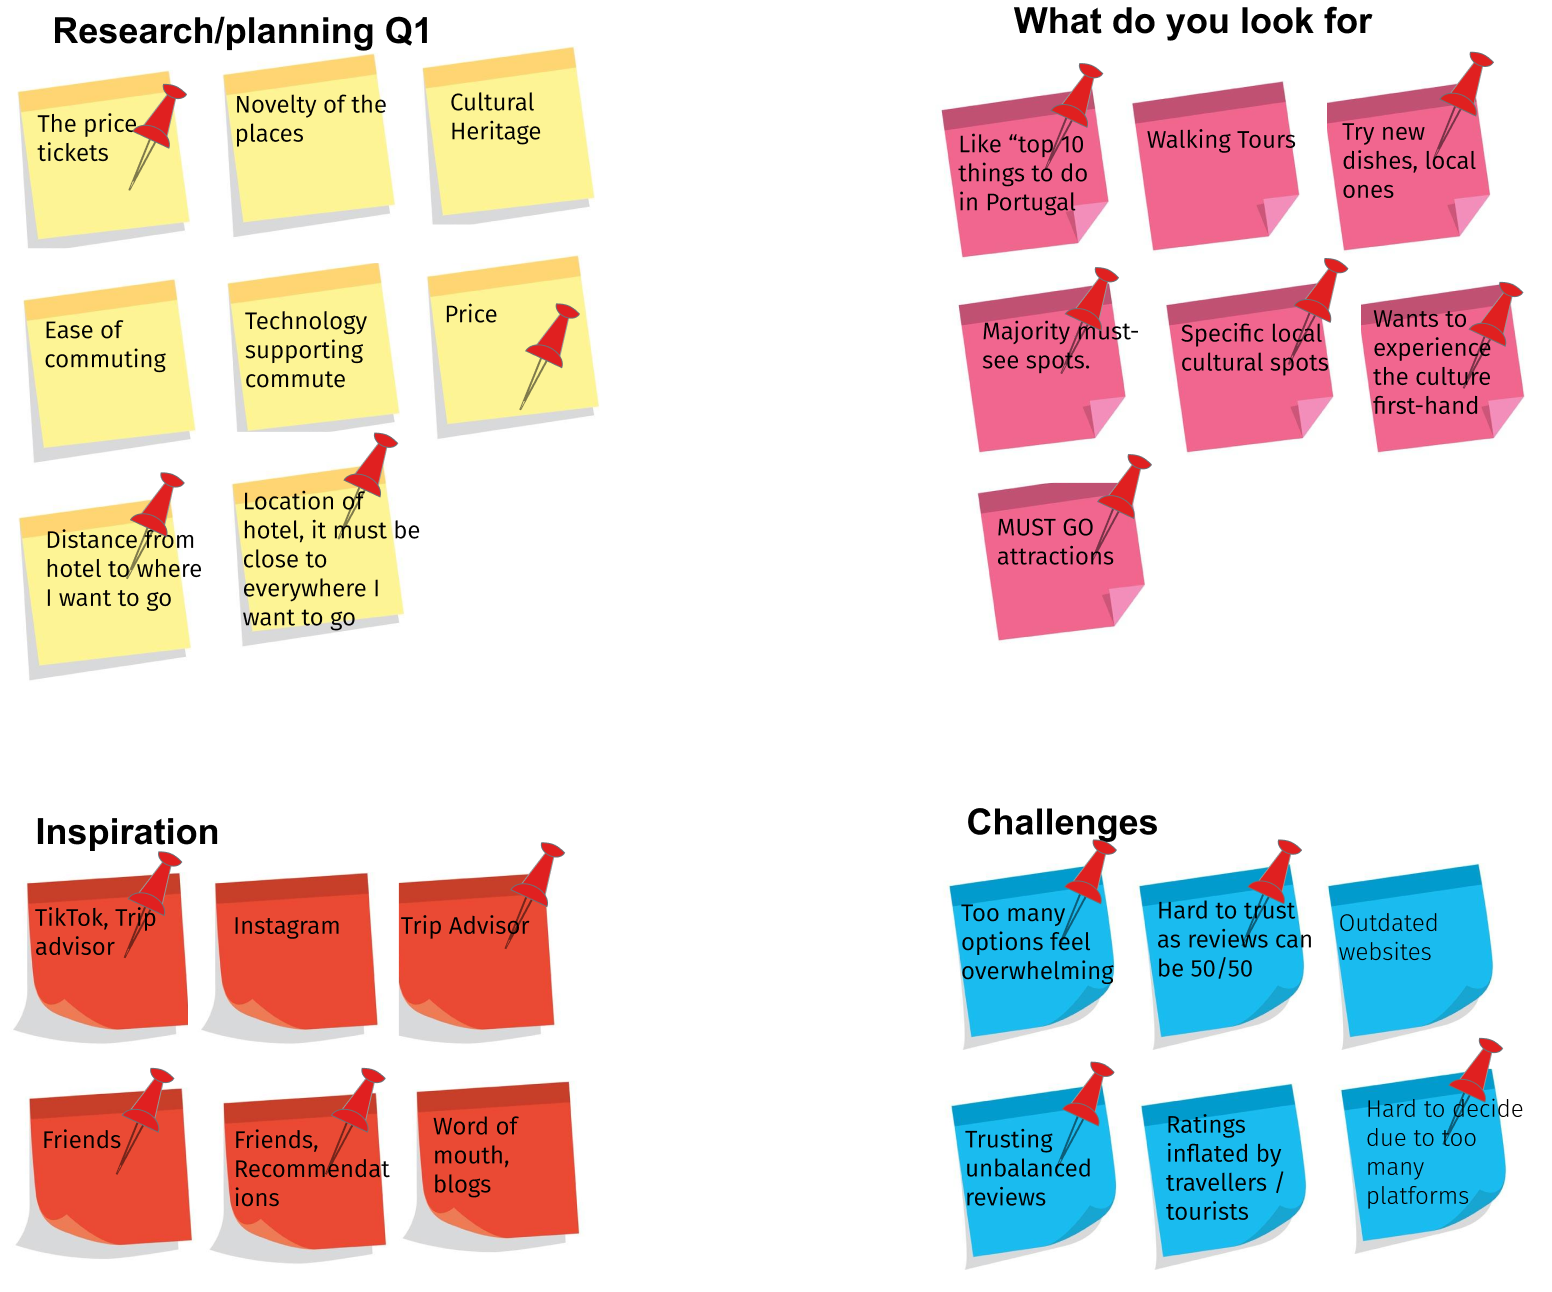 Research/planning Q1
The price
tickets
Novelty of the
places
Cultural
Heritage
Ease of
commuting
Technology
supporting
commute
Price
Distance from
hotel to where
I want to go
Location of
hotel, it must be
close to
everywhere I
want to go
What do you look for
Like “top 10
things to do
in Portugal
Walking Tours
Try new
dishes, local
ones
Majority must-
see spots.
Specific local
cultural spots
Wants to
experience
the culture
first-hand
MUST GO
attractions
Inspiration
TikTok, Trip
advisor
Instagram
Trip Advisor
Friends
Friends,
Recommendat
ions
Word of
mouth,
blogs
Challenges
Too many
options feel
overwhelming
Hard to trust
as reviews can
be 50/50
Outdated
websites
Trusting
unbalanced
reviews
Ratings
inflated by
travellers /
tourists
Hard to decide
due to too
many
platforms